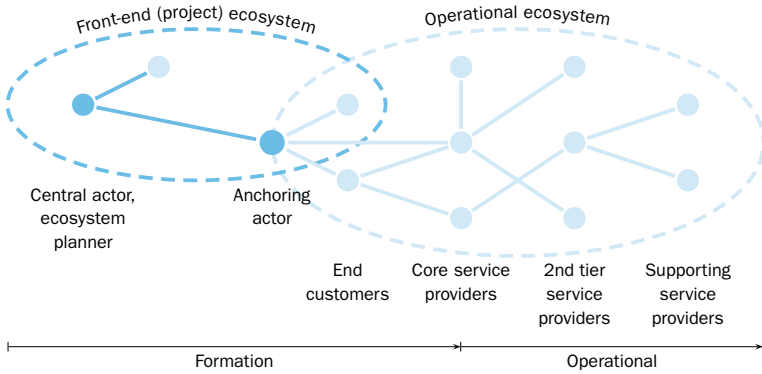 Front-end (project) ecosystem
Operational ecosystem
Central actor,
ecosystem
planner
Anchoring
actor
End
customers
Core service
providers
2nd tier
service
providers
Supporting
service
providers
Formation
Operational